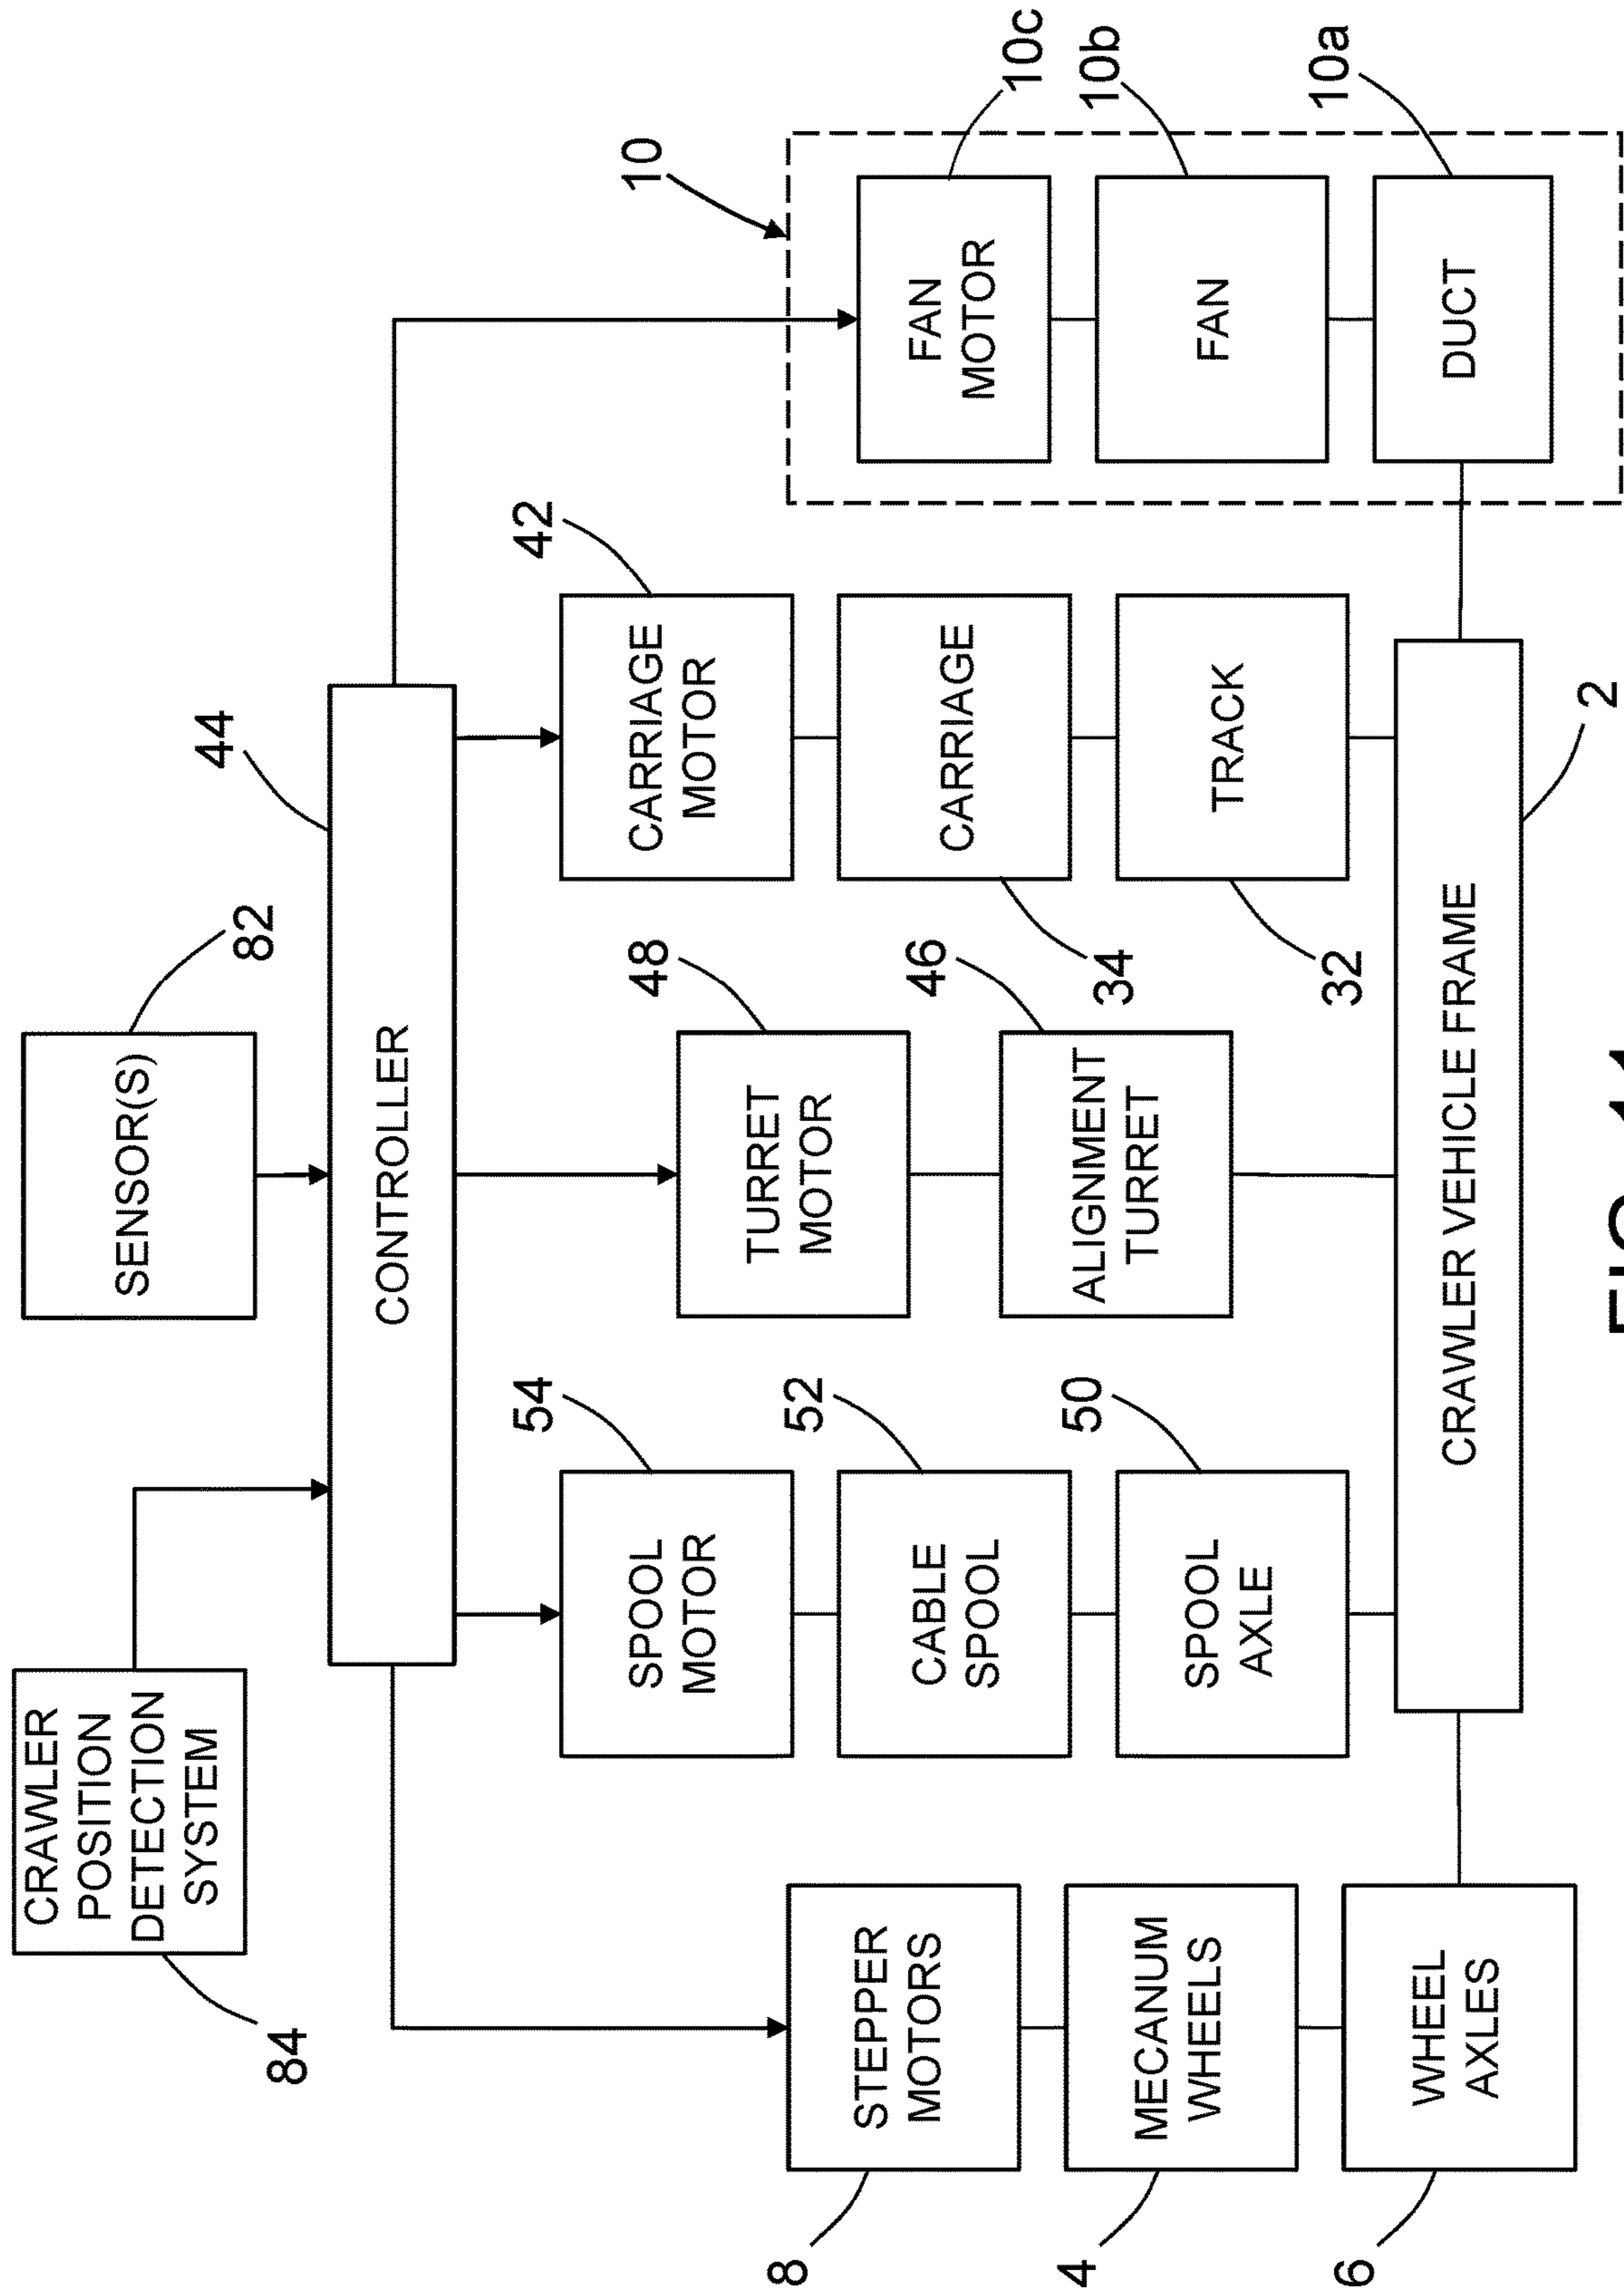 CRAWLER
POSITION
DETECTION
SYSTEM
84
SENSOR(S)
82
CONTROLLER
44
10
STEPPER
MOTORS
8
MECANUM
WHEELS
4
WHEEL
AXLES
6
SPOOL
MOTOR
54
CABLE
SPOOL
52
SPOOL
AXLE
50
TURRET
MOTOR
48
ALIGNMENT
TURRET
46
CARRIAGE
MOTOR
42
CARRIAGE
34
TRACK
32
FAN
MOTOR
10c
FAN
10b
DUCT
10a
CRAWLER VEHICLE FRAME
2
FIG. 11